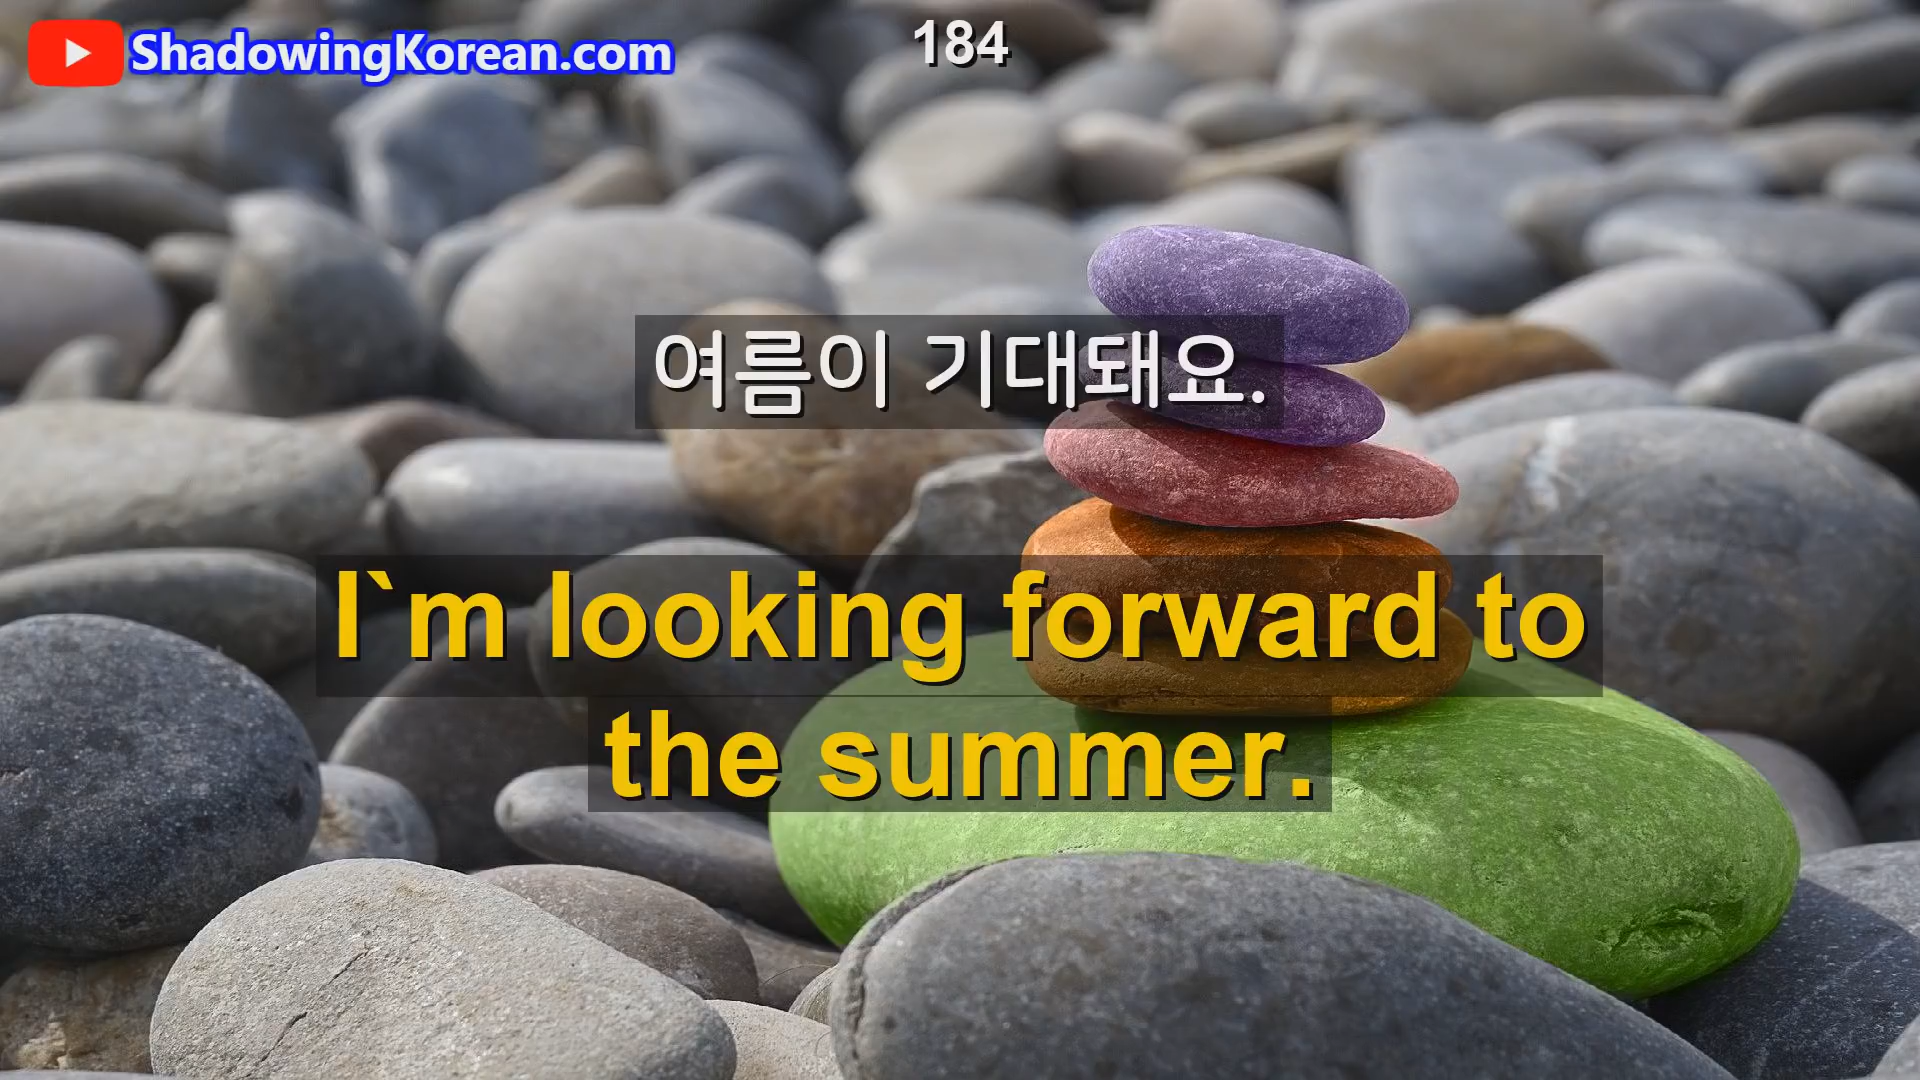 ShadowingKorean.com
184
여름이 기대돼요.
I`m looking forward to
the summer.